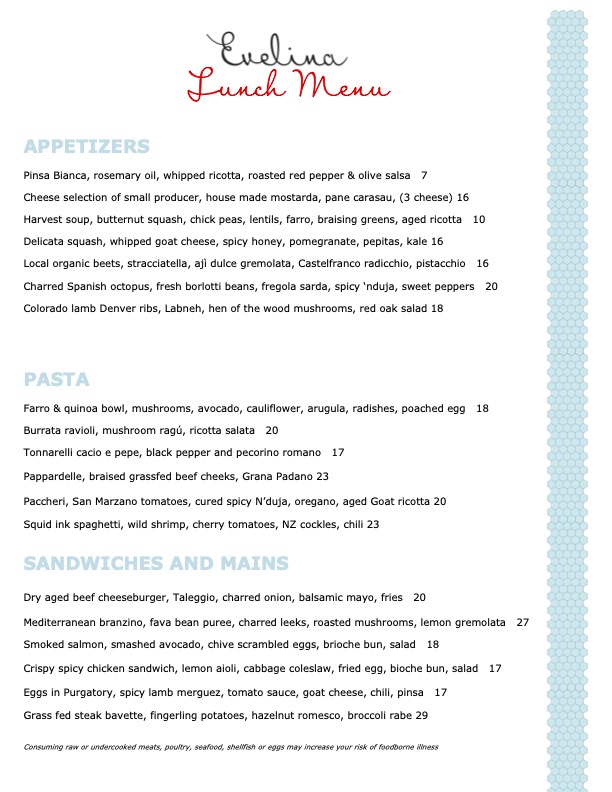 Evelina
Lunch Menu
APPETIZERS
Pinsa Bianca, rosemary oil, whipped ricotta, roasted red pepper & olive salsa 7
Cheese selection of small producer, house made mostarda, pane carasau, (3 cheese) 16
Harvest soup, butternut squash, chick peas, lentils, farro, braising greens, aged ricotta 10
Delicata squash, whipped goat cheese, spicy honey, pomegranate, pepitas, kale 16
Local organic beets, stracciatella, ajì dulce gremolata, Castelfranco radicchio, pistacchio 16
Charred Spanish octopus, fresh borlotti beans, fregola sarda, spicy 'nduja, sweet peppers 20
Colorado lamb Denver ribs, Labneh, hen of the wood mushrooms, red oak salad 18
PASTA
Farro & quinoa bowl, mushrooms, avocado, cauliflower, arugula, radishes, poached egg 18
Burrata ravioli, mushroom ragú, ricotta salata 20
Tonnarelli cacio e pepe, black pepper and pecorino romano 17
Pappardelle, braised grassfed beef cheeks, Grana Padano 23
Paccheri, San Marzano tomatoes, cured spicy N'duja, oregano, aged Goat ricotta 20
Squid ink spaghetti, wild shrimp, cherry tomatoes, NZ cockles, chili 23
SANDWICHES AND MAINS
Dry aged beef cheeseburger, Taleggio, charred onion, balsamic mayo, fries 20
Mediterranean branzino, fava bean puree, charred leeks, roasted mushrooms, lemon gremolata 27
Smoked salmon, smashed avocado, chive scrambled eggs, brioche bun, salad 18
Crispy spicy chicken sandwich, lemon aioli, cabbage coleslaw, fried egg, bioche bun, salad 17
Eggs in Purgatory, spicy lamb merguez, tomato sauce, goat cheese, chili, pinsa 17
Grass fed steak bavette, fingerling potatoes, hazelnut romesco, broccoli rabe 29
Consuming raw or undercooked meats, poultry, seafood, shellfish or eggs may increase your risk of foodborne illness